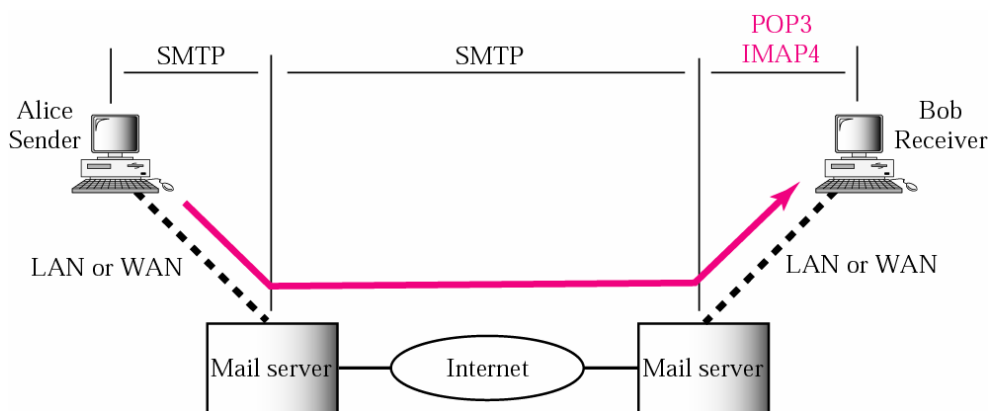 SMTP
SMTP
POP3
IMAP4
Alice
Sender
Bob
Receiver
LAN or WAN
LAN or WAN
Mail server
Internet
Mail server